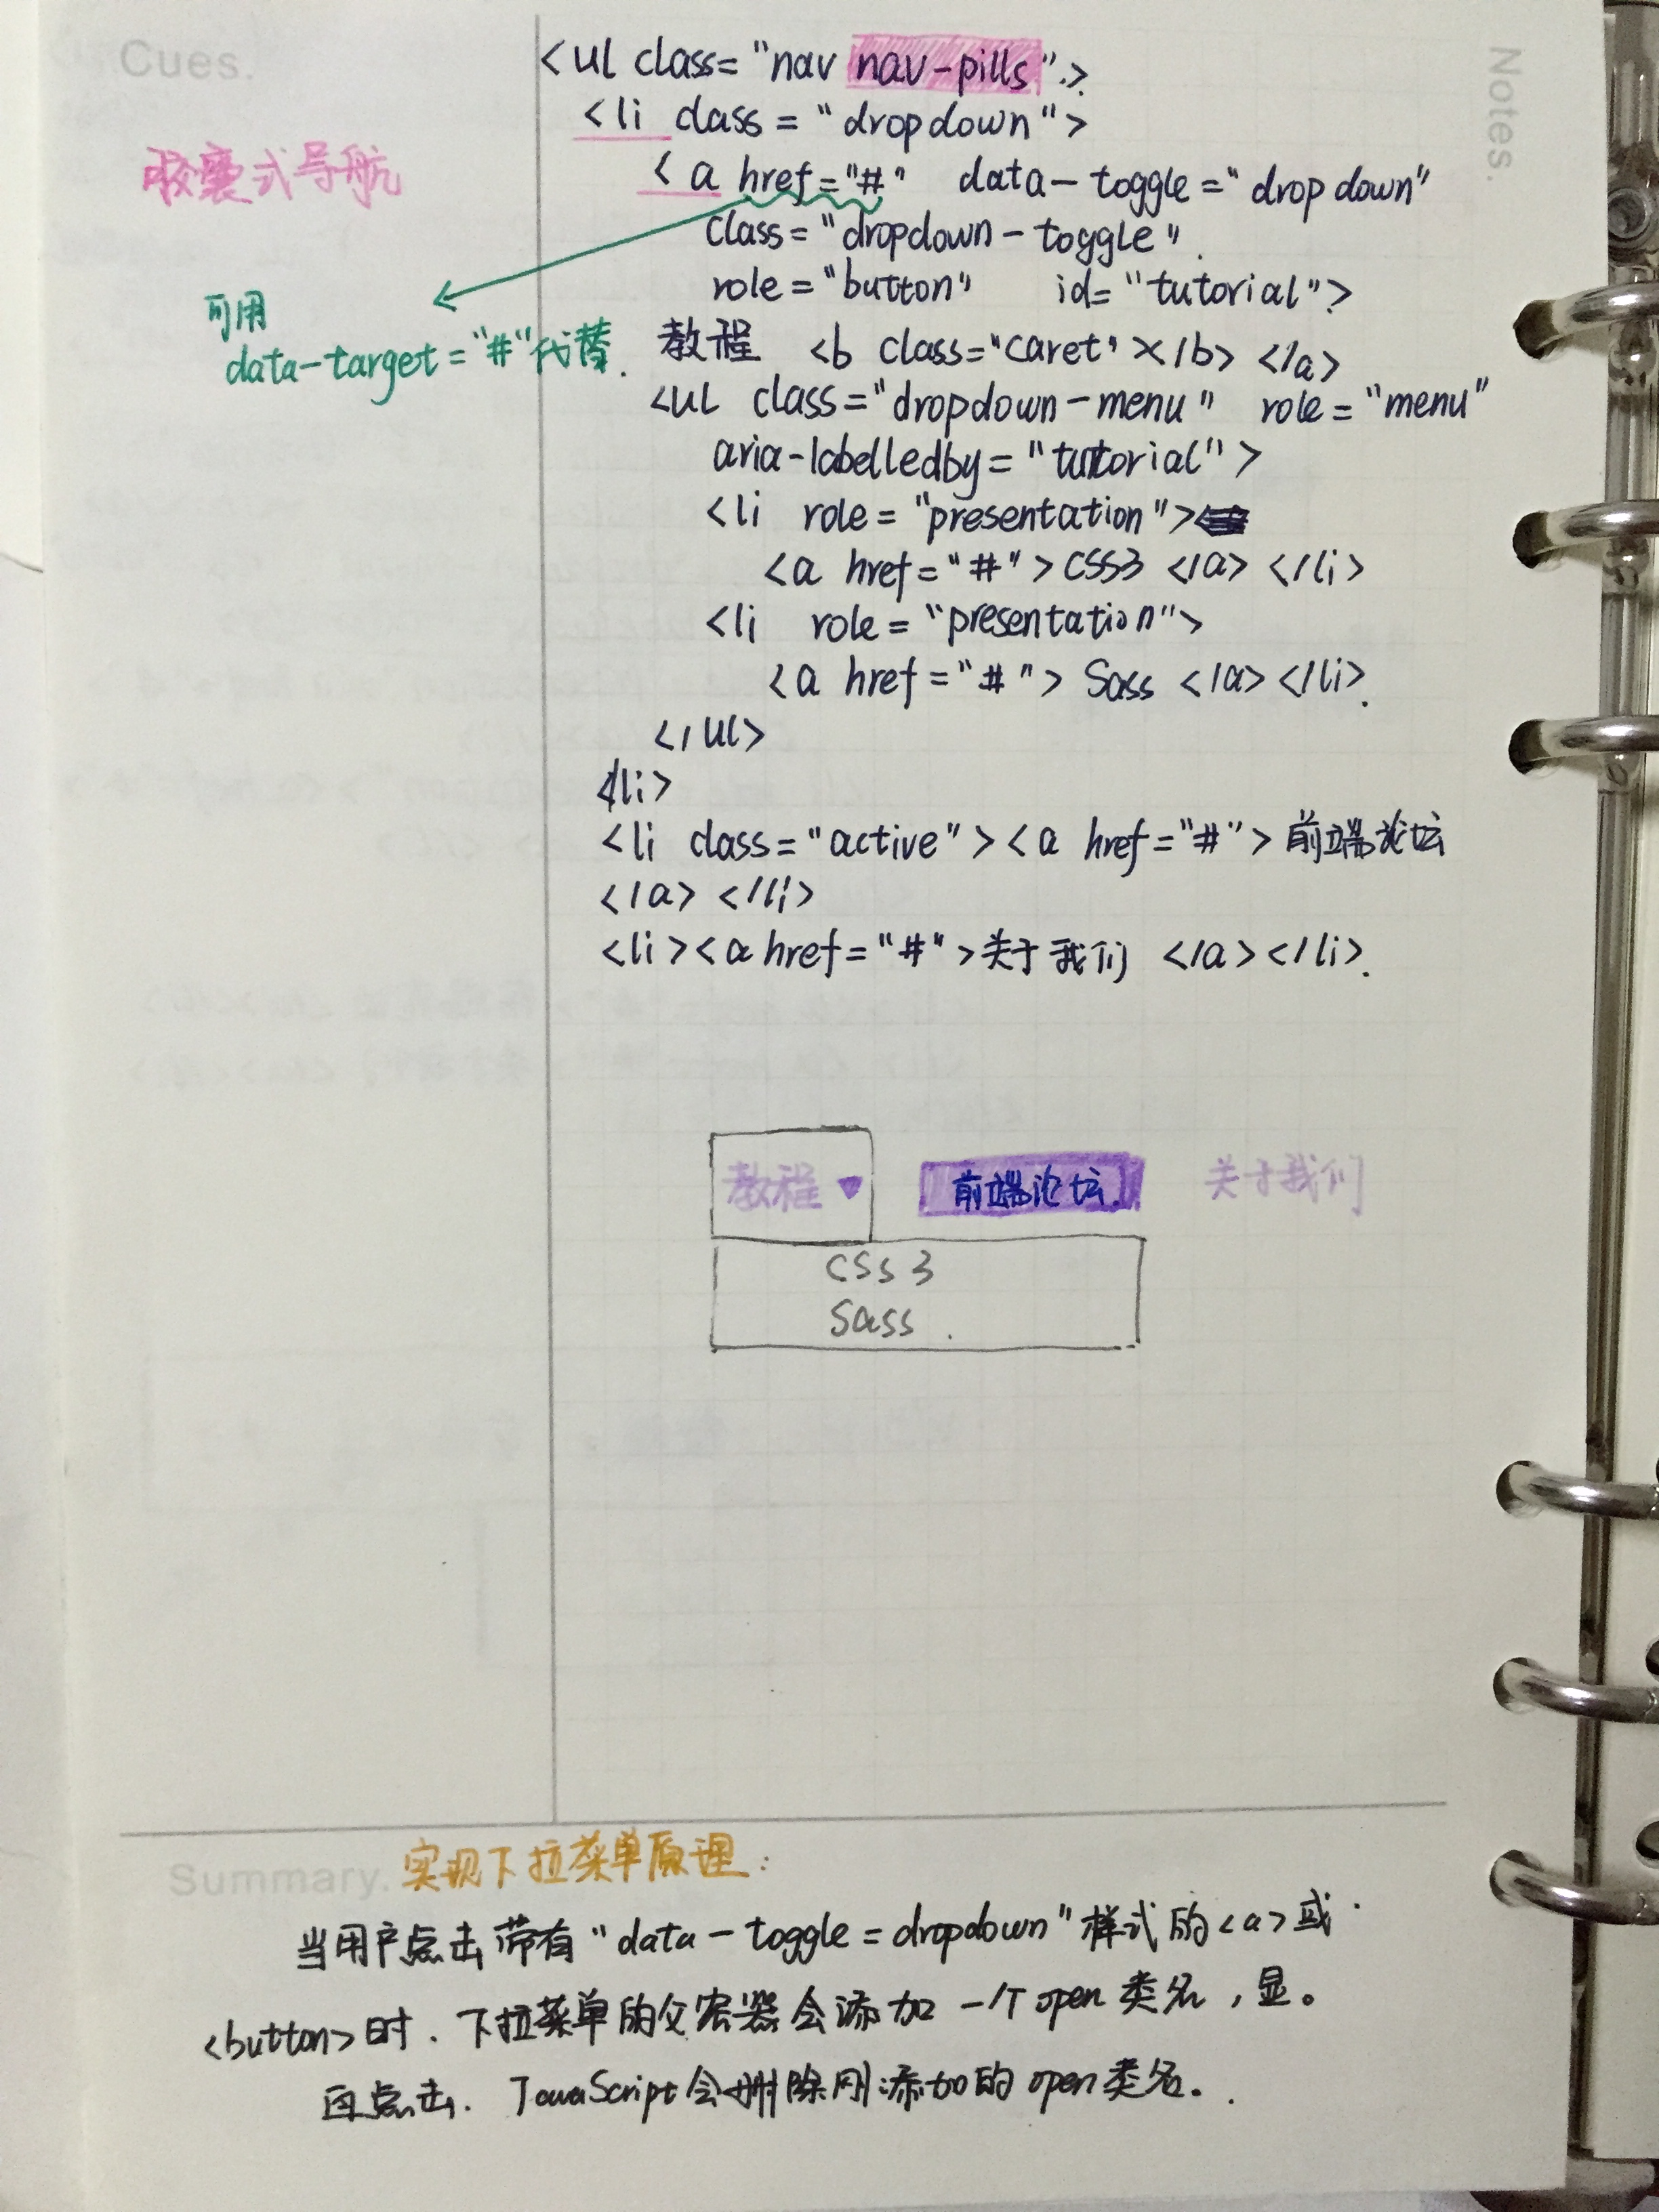 Cues.
Notes.
胶囊式导航
可用
data-target="#"代替.
<ul class="nav nav-pills">
<li class="dropdown">
<a href="#" data-toggle="dropdown"
class="dropdown-toggle"
role="button" id="tutorial">
教程 <b class="caret"></b> </a>
<ul class="dropdown-menu" role="menu"
aria-labelledby="tutorial">
<li role="presentation">
<a href="#">CSS3 </a> </li>
<li role="presentation">
<a href="#"> Sass </a></li>
</ul>
</li>
<li class="active"><a href="#">前端论坛
</a> </li>
<li><a href="#">关于我们 </a></li>
教程 ▼ 前端论坛 关于我们
CSS3
Sass
Summary. 实现下拉菜单原理:
当用户点击带有"data-toggle=dropdown"样式的<a>或
<button>时.下拉菜单的父容器会添加一个open类名,显。
再点击.JavaScript会删除刚添加的open类名。